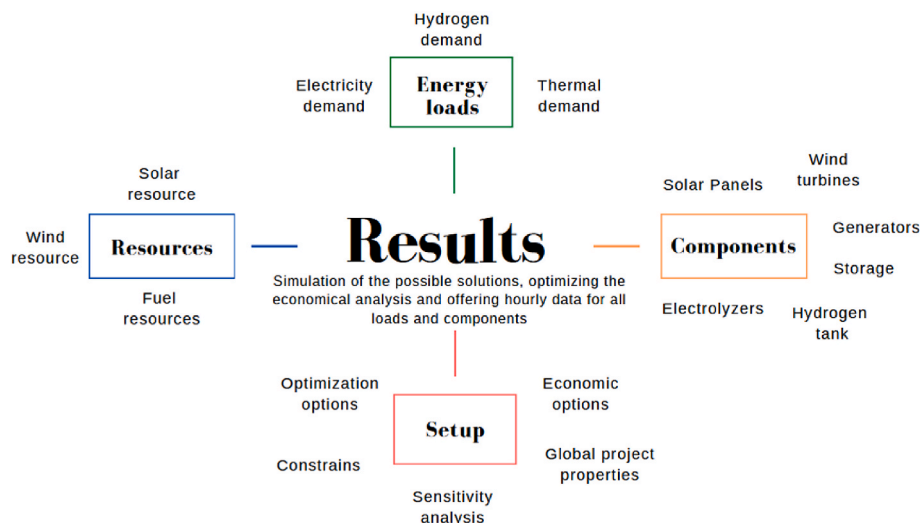 Hydrogen
demand
Electricity
demand
Energy
loads
Thermal
demand
Solar
resource
Wind
resource
Resources
Fuel
resources
Results
Simulation of the possible solutions, optimizing the
economical analysis and offering hourly data for all
loads and components
Solar Panels
Wind
turbines
Components
Generators
Storage
Electrolyzers
Hydrogen
tank
Optimization
options
Economic
options
Setup
Constrains
Global project
properties
Sensitivity
analysis